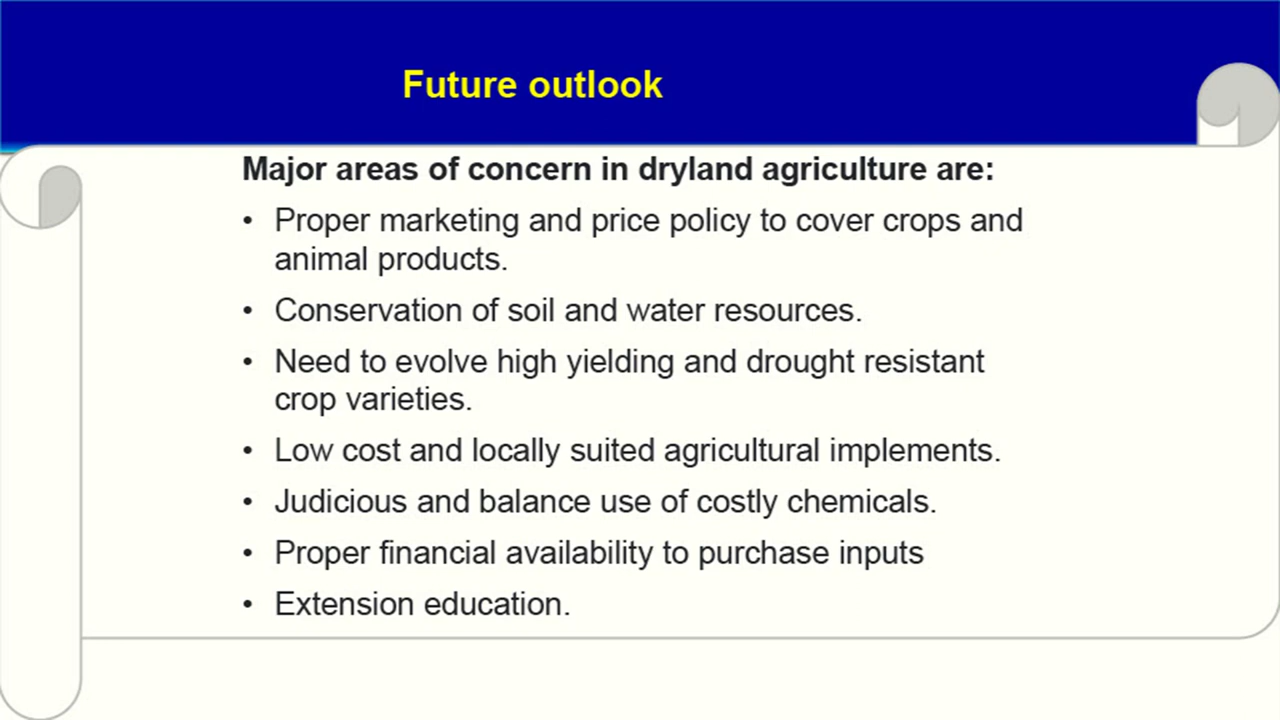 Future outlook
Major areas of concern in dryland agriculture are:
• Proper marketing and price policy to cover crops and
animal products.
• Conservation of soil and water resources.
• Need to evolve high yielding and drought resistant
crop varieties.
• Low cost and locally suited agricultural implements.
• Judicious and balance use of costly chemicals.
• Proper financial availability to purchase inputs
• Extension education.